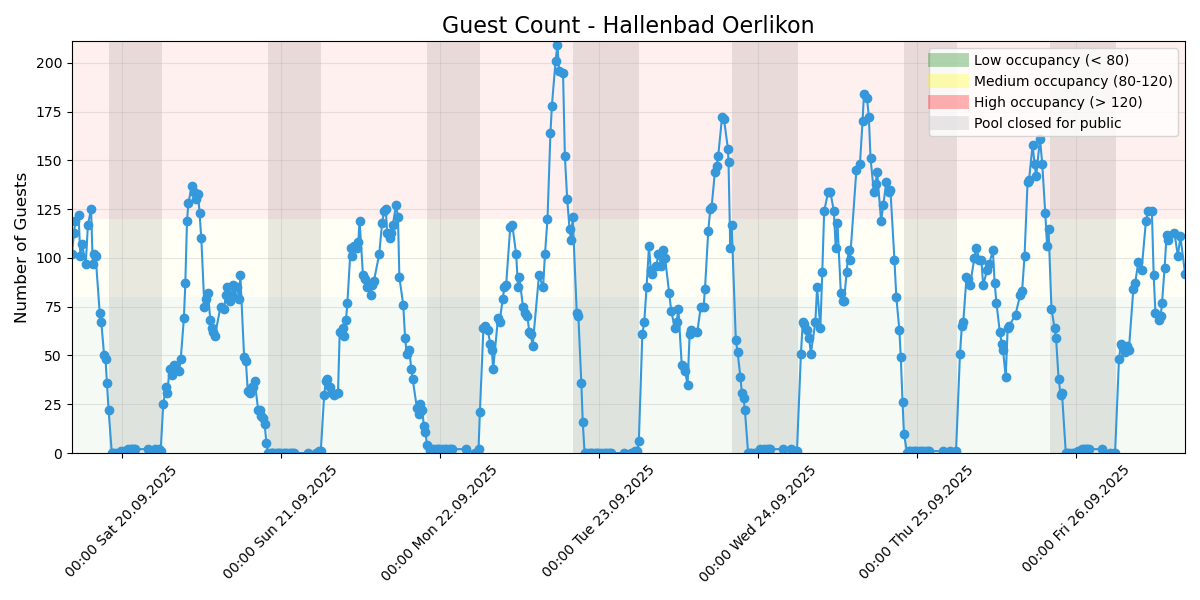 Guest Count - Hallenbad Oerlikon
Number of Guests
200
175
150
125
100
75
50
25
0
Low occupancy (< 80)
Medium occupancy (80-120)
High occupancy (> 120)
Pool closed for public
00:00 Sat 20.09.2025
00:00 Sun 21.09.2025
00:00 Mon 22.09.2025
00:00 Tue 23.09.2025
00:00 Wed 24.09.2025
00:00 Thu 25.09.2025
00:00 Fri 26.09.2025